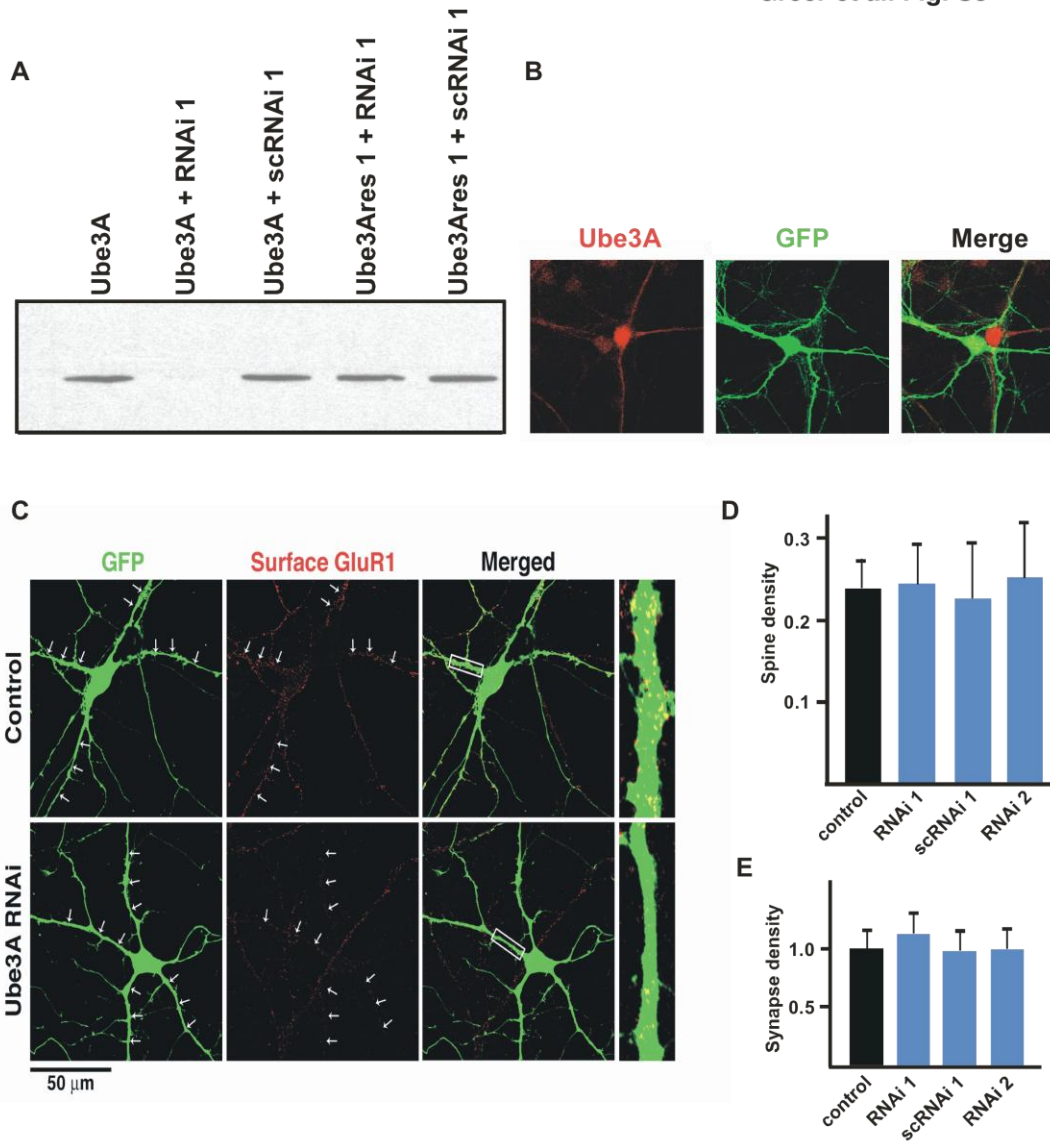 A
Ube3A
Ube3A + RNAi 1
Ube3A + scRNAi 1
Ube3Ares 1 + RNAi 1
Ube3Ares 1 + scRNAi 1
B
Ube3A
GFP
Merge
C
GFP
Surface GluR1
Merged
Control
Ube3A RNAi
50 µm
D
Spine density
0.3
0.2
0.1
control
RNAi 1
scRNAi 1
RNAi 2
E
Synapse density
1.0
0.5
control
RNAi 1
scRNAi 1
RNAi 2